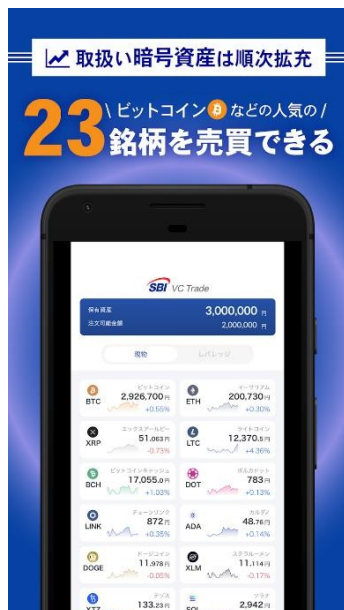 取扱い暗号資産は順次拡充
\ ビットコイン などの人気の /
23 銘柄を売買できる
SBI VC Trade
保有資産 3,000,000 円
注文可能金額 2,000,000 円
現物 レバレッジ
ビットコイン
BTC 2,926,700円
+0.55%
イーサリアム
ETH 200,730円
+0.30%
エックスアールピー
XRP 51.063円
-0.73%
ライトコイン
LTC 12,370.5円
+4.36%
ビットコインキャッシュ
BCH 17,055.0円
+1.03%
ポルカドット
DOT 783円
+0.13%
チェーンリンク
LINK 872円
+0.35%
カルダノ
ADA 48.76円
+0.14%
ドージコイン
DOGE 11.978円
-0.05%
ステラルーメン
XLM 11.114円
-0.17%
テゾス
XTZ 133.23円
ソラナ
SOL 2,942円